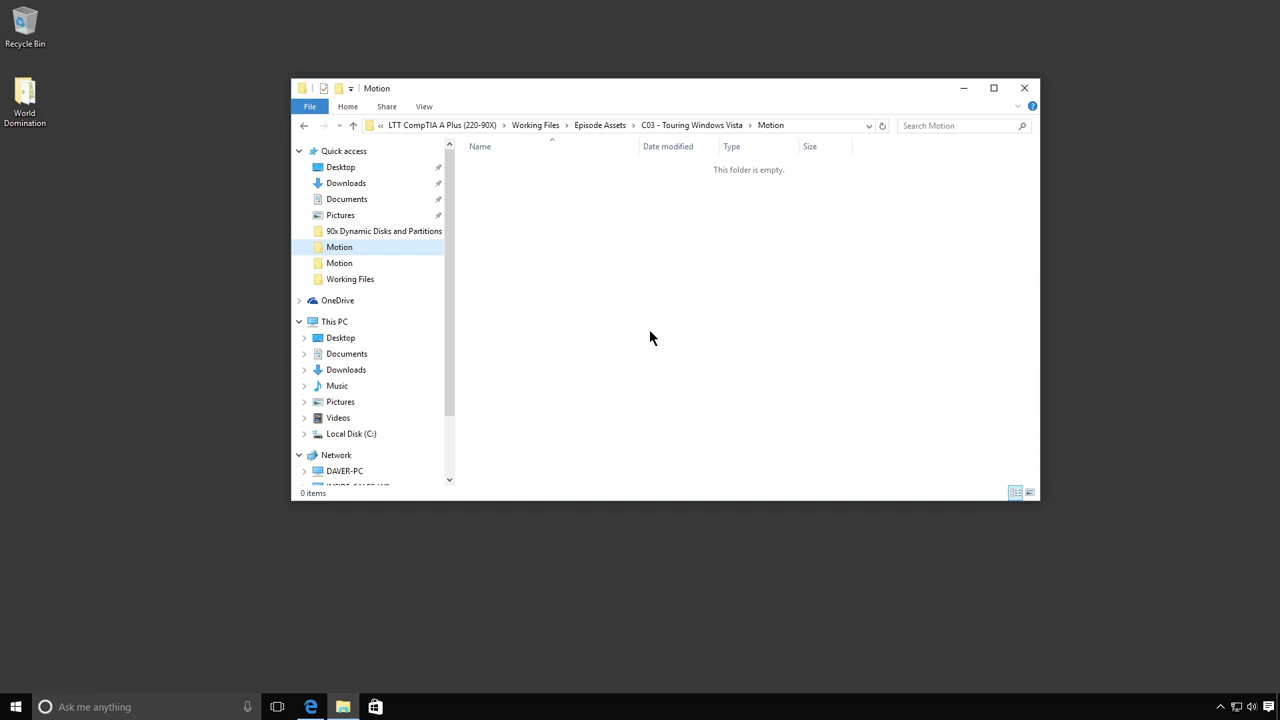 Recycle Bin
World
Domination
Motion
File Home Share View
« LTT CompTIA A Plus (220-90X) Working Files Episode Assets C03 - Touring Windows Vista Motion
Search Motion
Name Date modified Type Size
This folder is empty.
Quick access
Desktop
Downloads
Documents
Pictures
90x Dynamic Disks and Partitions
Motion
Motion
Working Files
OneDrive
This PC
Desktop
Documents
Downloads
Music
Pictures
Videos
Local Disk (C:)
Network
DAVER-PC
0 items
Ask me anything